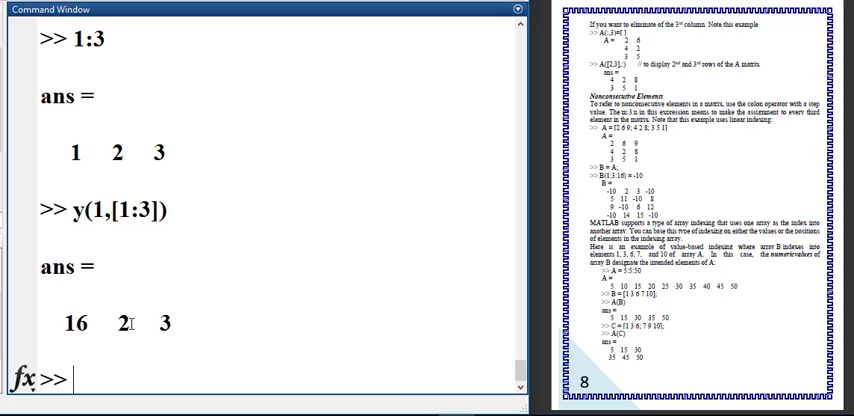 Command Window
>> 1:3
ans =
1 2 3
>> y(1,[1:3])
ans =
16 2 3
fx >>
If you want to eliminate of the 3rd column. Note this example
>> A(:,3)=[ ]
A =
2 6
4 2
3 5
>> A([2,3],:) // to display 2nd and 3rd rows of the A matrix
ans =
4 2 8
3 5 1
Nonconsecutive Elements
To refer to nonconsecutive elements in a matrix, use the colon operator with a step
value. The m:3:n in this expression means to make the assignment to every third
element in the matrix. Note that this example uses linear indexing:
>> A = [2 6 9; 4 2 8; 3 5 1]
A =
2 6 9
4 2 8
3 5 1
>> B = A;
>> B(1:3:16) = -10
B =
-10 2 3 -10
5 11 -10 8
9 -10 6 12
-10 14 15 -10
MATLAB supports a type of array indexing that uses one array as the index into
another array. You can base this type of indexing on either the values or the positions
of elements in the indexing array.
Here is an example of value-based indexing where array B indexes into
elements 1, 3, 6, 7, and 10 of array A. In this case, the numericvalues of
array B designate the intended elements of A:
>> A = 5:5:50
A =
5 10 15 20 25 30 35 40 45 50
>> B = [1 3 6 7 10];
>> A(B)
ans =
5 15 30 35 50
>> C = [1 3 6; 7 9 10];
>> A(C)
ans =
5 15 30
35 45 50
8